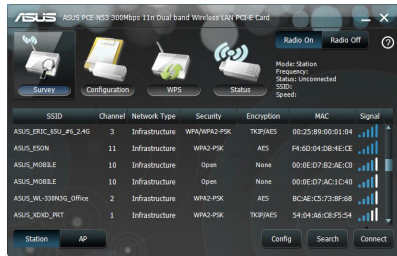 ASUS ASUS PCE-N53 300Mbps 11n Dual band Wireless LAN PCI-E Card
Radio On Radio Off
Mode: Station
Frequency:
Status: Unconnected
SSID:
Speed:
Survey Configuration WPS Status
SSID Channel Network Type Security Encryption MAC Signal
ASUS_ERIC_65U_#6_2.4G 3 Infrastructure WPA/WPA2-PSK TKIP/AES 00:25:89:00:01:04
ASUS_ESON 11 Infrastructure WPA2-PSK AES F4:6D:04:DB:4E:CE
ASUS_MOBILE 10 Infrastructure Open None 00:0E:D7:B2:AE:C0
ASUS_MOBILE 10 Infrastructure Open None 00:0E:D7:AC:1C:40
ASUS_WL-330N3G_Office 2 Infrastructure WPA2-PSK AES BC:AE:C5:73:8F:68
ASUS_XDXD_PRT 1 Infrastructure WPA2-PSK TKIP/AES 54:04:A6:C8:F5:54
Station AP Config Search Connect